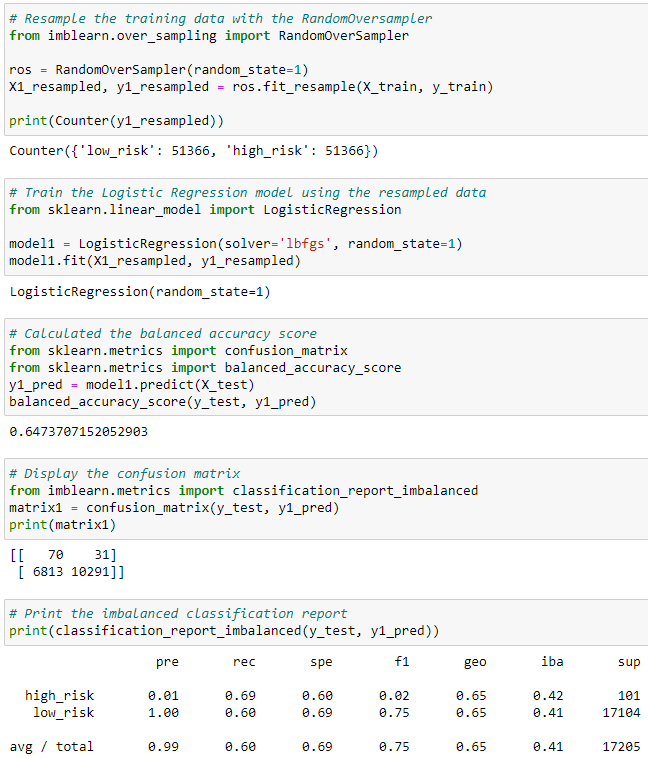 # Resample the training data with the RandomOversampler
from imblearn.over_sampling import RandomOverSampler
ros = RandomOverSampler(random_state=1)
X1_resampled, y1_resampled = ros.fit_resample(X_train, y_train)
print(Counter(y1_resampled))
Counter({'low_risk': 51366, 'high_risk': 51366})
# Train the Logistic Regression model using the resampled data
from sklearn.linear_model import LogisticRegression
model1 = LogisticRegression(solver='lbfgs', random_state=1)
model1.fit(X1_resampled, y1_resampled)
LogisticRegression(random_state=1)
# Calculated the balanced accuracy score
from sklearn.metrics import confusion_matrix
from sklearn.metrics import balanced_accuracy_score
y1_pred = model1.predict(X_test)
balanced_accuracy_score(y_test, y1_pred)
0.6473707152052903
# Display the confusion matrix
from imblearn.metrics import classification_report_imbalanced
matrix1 = confusion_matrix(y_test, y1_pred)
print(matrix1)
[[   70    31]
 [ 6813 10291]]
# Print the imbalanced classification report
print(classification_report_imbalanced(y_test, y1_pred))
pre rec spe f1 geo iba sup
high_risk 0.01 0.69 0.60 0.02 0.65 0.42 101
low_risk 1.00 0.60 0.69 0.75 0.65 0.41 17104
avg / total 0.99 0.60 0.69 0.75 0.65 0.41 17205